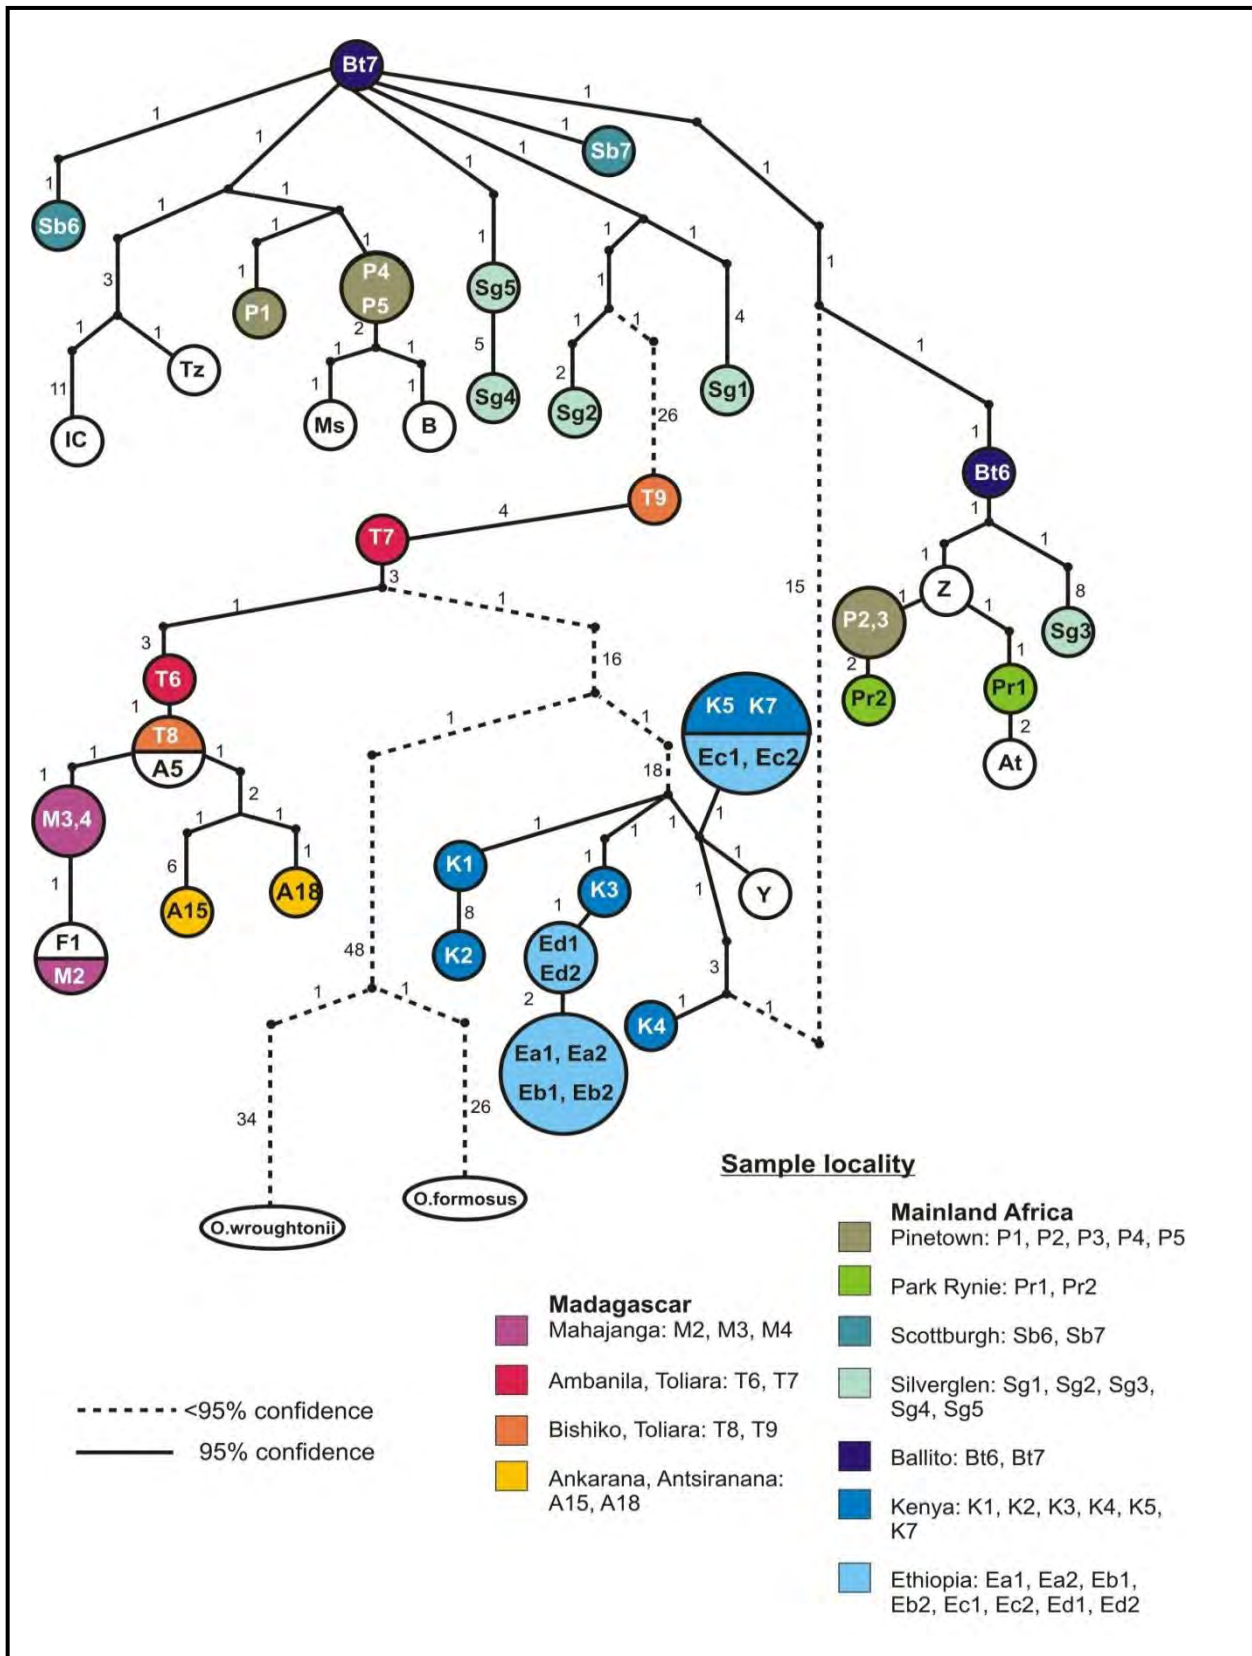 Bt7
1
1
1
1
1
1
1
1
Sb7
1
Sb6
1
1
1
1
1
1
1
1
3
P4
P5
1
P1
Sg5
1
1
1
4
1
1
Tz
2
1
1
5
1
1
11
IC
1
Ms
1
B
Sg4
2
Sg2
Sg1
26
1
Bt6
T9
4
T7
3
1
1
1
1
15
1
Z
8
1
P2,3
1
1
Sg3
3
16
2
Pr2
1
Pr1
T6
1
T8
A5
1
1
1
1
K5 K7
Ec1, Ec2
2
At
1
M3,4
2
18
1
1
6
1
1
1
1
1
1
K1
1
K3
1
Y
1
A15
A18
8
1
F1
M2
K2
Ed1
Ed2
48
2
3
1
1
1
K4
1
Ea1, Ea2
Eb1, Eb2
34
26
O.formosus
O.wroughtonii
Sample locality
Mainland Africa
Pinetown: P1, P2, P3, P4, P5
Park Rynie: Pr1, Pr2
Scottburgh: Sb6, Sb7
Silverglen: Sg1, Sg2, Sg3,
Sg4, Sg5
Ballito: Bt6, Bt7
Kenya: K1, K2, K3, K4, K5,
K7
Ethiopia: Ea1, Ea2, Eb1,
Eb2, Ec1, Ec2, Ed1, Ed2
Madagascar
Mahajanga: M2, M3, M4
Ambanila, Toliara: T6, T7
Bishiko, Toliara: T8, T9
Ankarana, Antsiranana:
A15, A18
<95% confidence
95% confidence